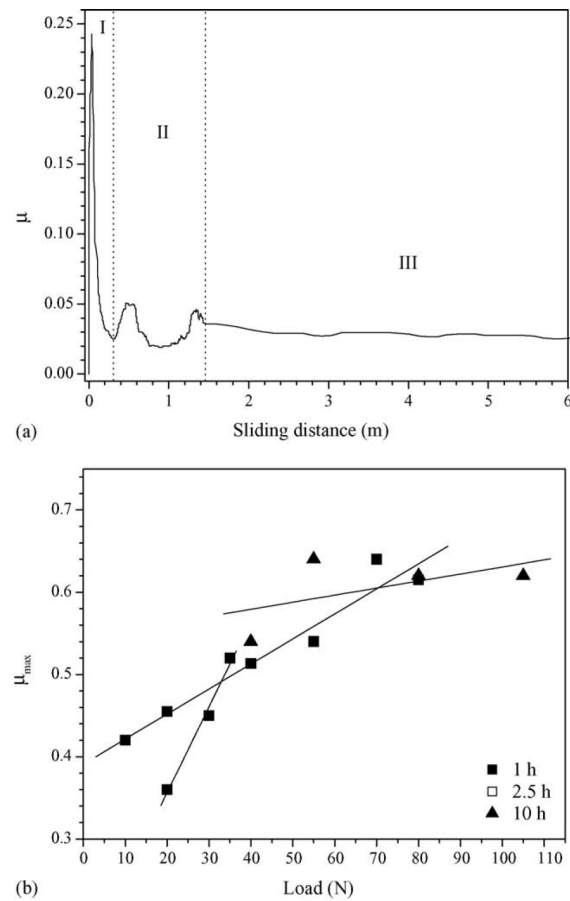 I
II
III
0.25
0.20
0.15
0.10
0.05
0.00
μ
0 1 2 3 4 5 6
Sliding distance (m)
(a)
0.7
0.6
0.5
0.4
0.3
μmax
1 h
2.5 h
10 h
0 10 20 30 40 50 60 70 80 90 100 110
Load (N)
(b)